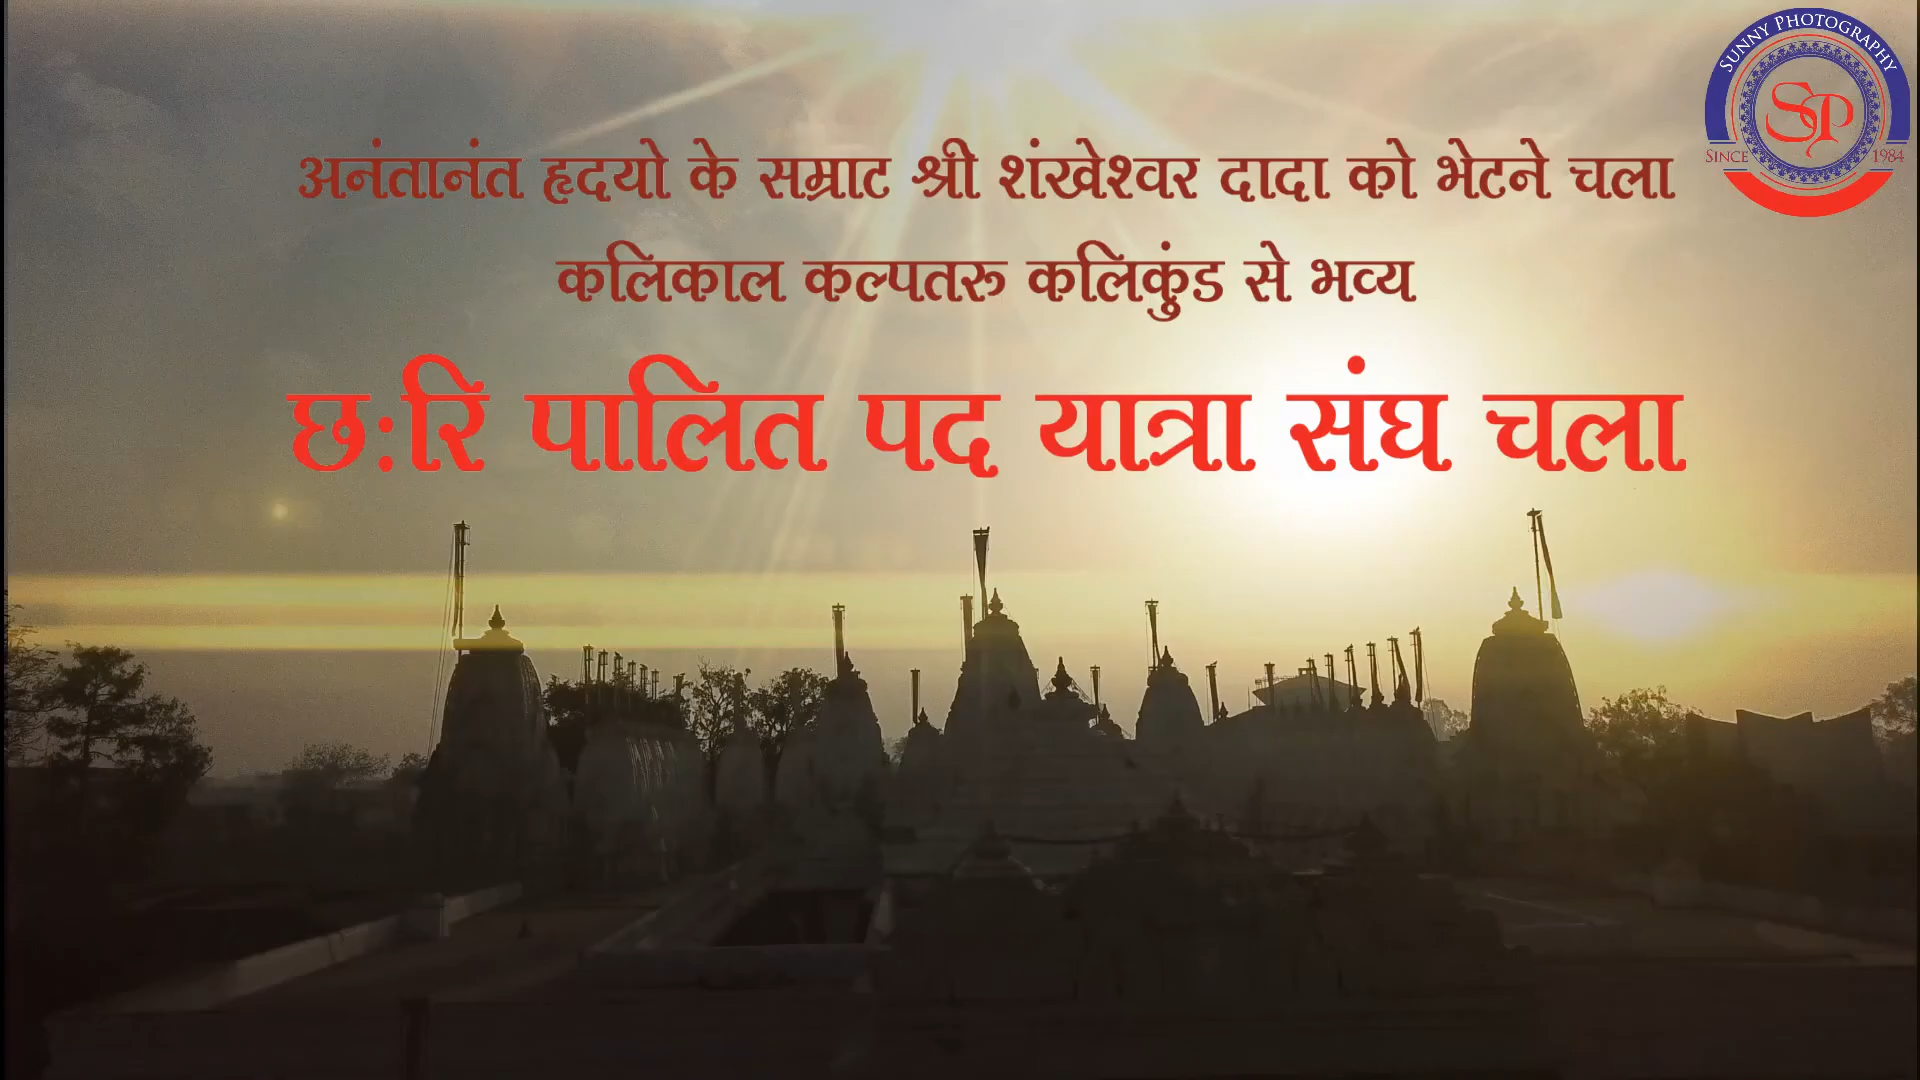 SUNNY PHOTOGRAPHY
SP
SINCE 1984
अनंतानंत हृदयो के सम्राट श्री शंखेश्वर दादा को भेटने चला
कलिकाल कल्पतरू कलिकुंड से भव्य
छ:रि पालित पद यात्रा संघ चला